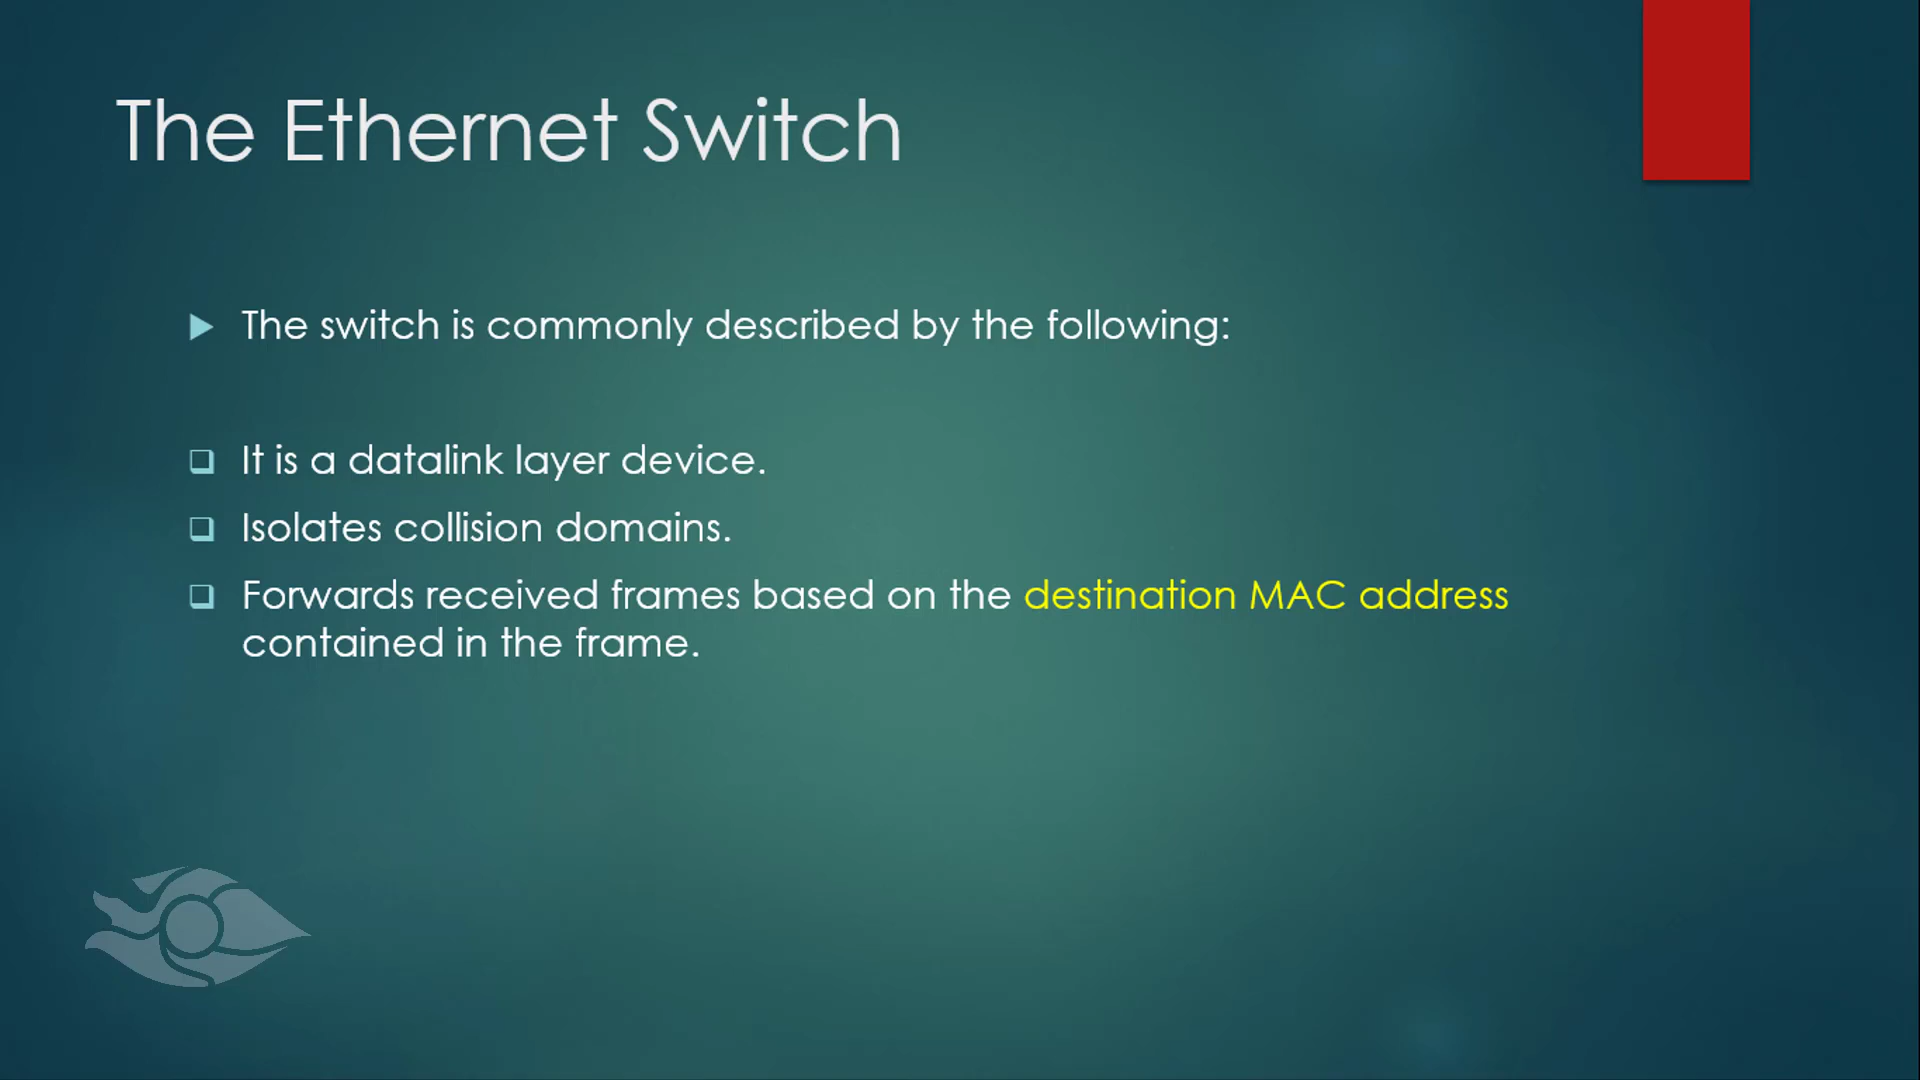 The Ethernet Switch
The switch is commonly described by the following:
It is a datalink layer device.
Isolates collision domains.
Forwards received frames based on the destination MAC address
contained in the frame.